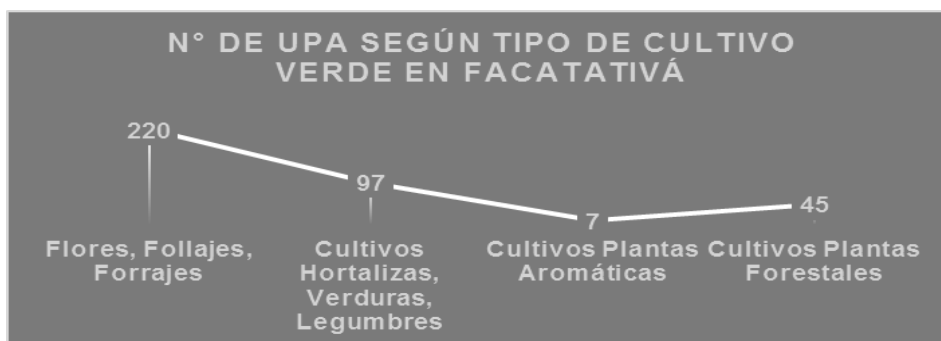 N° DE UPA SEGÚN TIPO DE CULTIVO
VERDE EN FACATATIVÁ
220
97
7
45
Flores, Follajes,
Forrajes
Cultivos
Hortalizas,
Verduras,
Legumbres
Cultivos Plantas
Aromáticas
Cultivos Plantas
Forestales